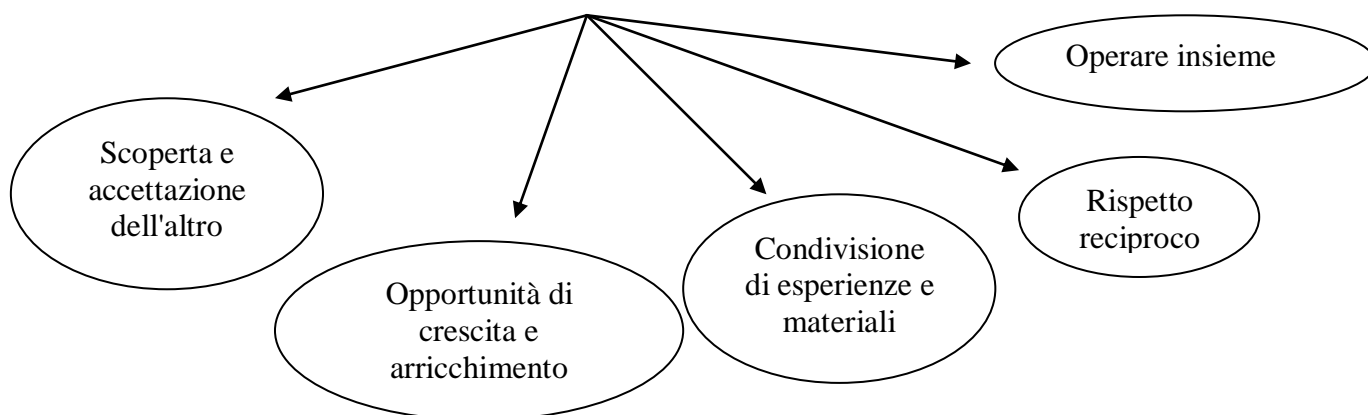 Operare insieme
Scoperta e
accettazione
dell'altro
Rispetto
reciproco
Condivisione
di esperienze e
materiali
Opportunità di
crescita e
arricchimento